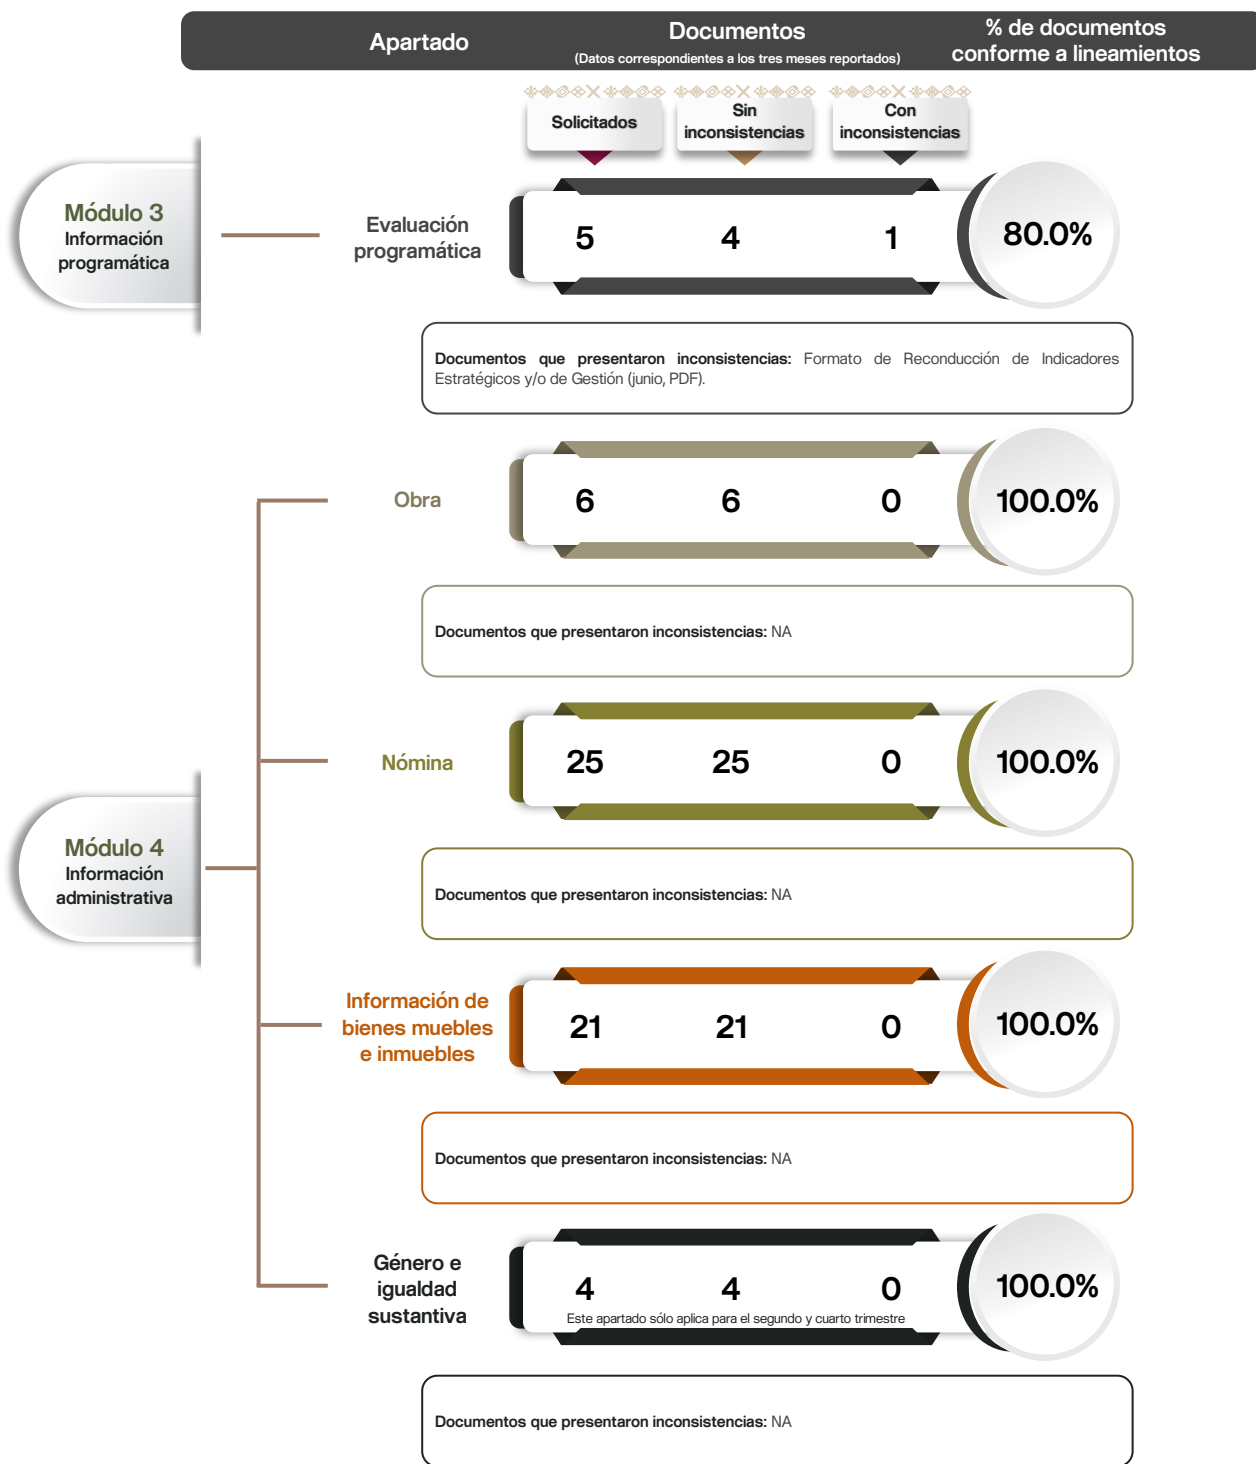 Apartado
Documentos
(Datos correspondientes a los tres meses reportados)
% de documentos
conforme a lineamientos
Solicitados
Sin
inconsistencias
Con
inconsistencias
Módulo 3
Información
programática
Evaluación
programática
5 4 1 80.0%
Documentos que presentaron inconsistencias: Formato de Reconducción de Indicadores
Estratégicos y/o de Gestión (junio, PDF).
Obra
6 6 0 100.0%
Documentos que presentaron inconsistencias: NA
Nómina
25 25 0 100.0%
Módulo 4
Información
administrativa
Documentos que presentaron inconsistencias: NA
Información de
bienes muebles
e inmuebles
21 21 0 100.0%
Documentos que presentaron inconsistencias: NA
Género e
igualdad
sustantiva
4 4 0 100.0%
Este apartado sólo aplica para el segundo y cuarto trimestre
Documentos que presentaron inconsistencias: NA